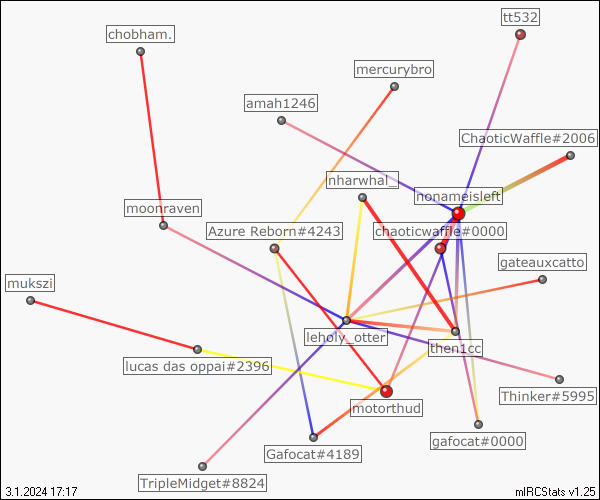 tt532
chobham.
mercurybro
amah1246
ChaoticWaffle#2006
nharwhal_
nonameisleft
moonraven
Azure Reborn#4243
chaoticwaffle#0000
gateauxcatto
mukszi
leholy_otter
then1cc
lucas das oppai#2396
Thinker#5995
motorthud
gafocat#0000
Gafocat#4189
TripleMidget#8824
3.1.2024 17:17
mIRCStats v1.25